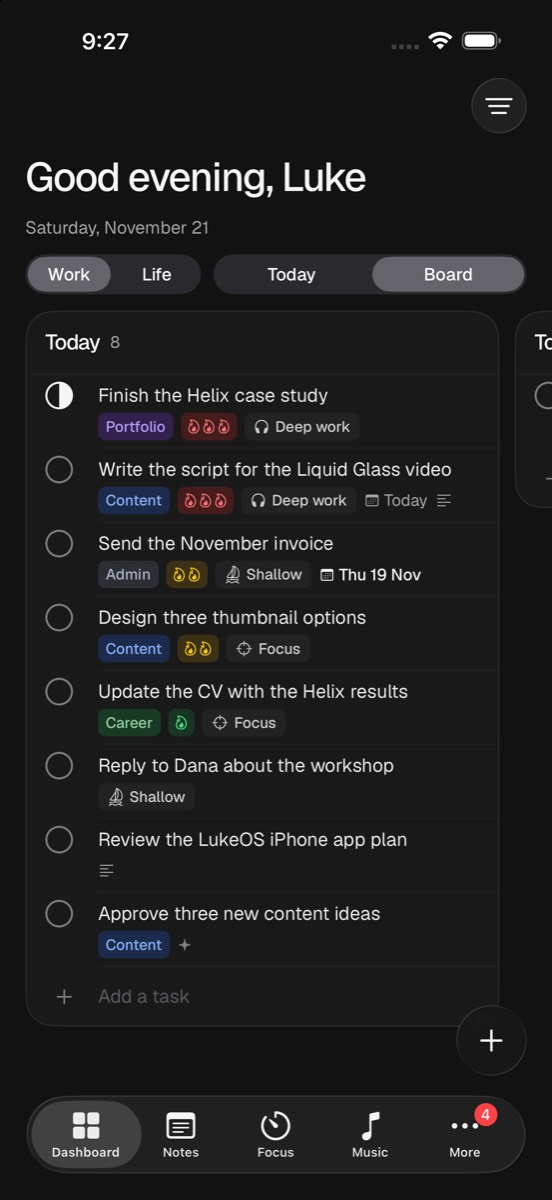 9:27
Good evening, Luke
Saturday, November 21
Work Life Today Board
Today 8
To
Finish the Helix case study
Portfolio Deep work
Write the script for the Liquid Glass video
Content Deep work Today
Send the November invoice
Admin Shallow Thu 19 Nov
Design three thumbnail options
Content Focus
Update the CV with the Helix results
Career Focus
Reply to Dana about the workshop
Shallow
Review the LukeOS iPhone app plan
Approve three new content ideas
Content
+ Add a task
+
4
Dashboard Notes Focus Music More